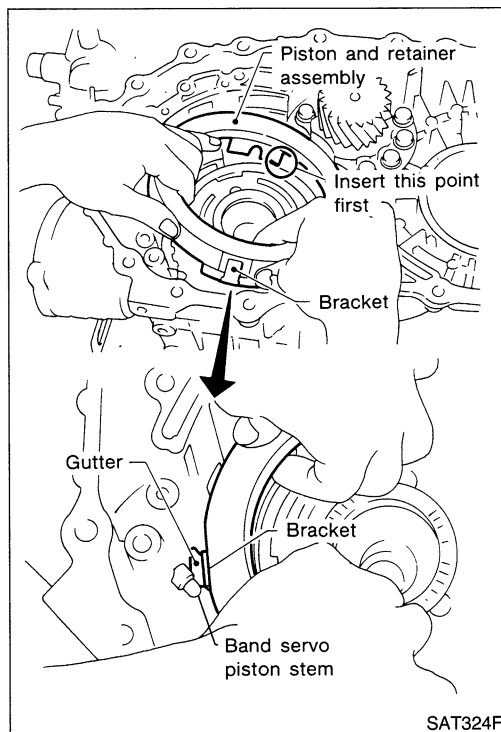 Piston and retainer
assembly
Insert this point
first
Bracket
Gutter
Bracket
Band servo
piston stem
SAT324F